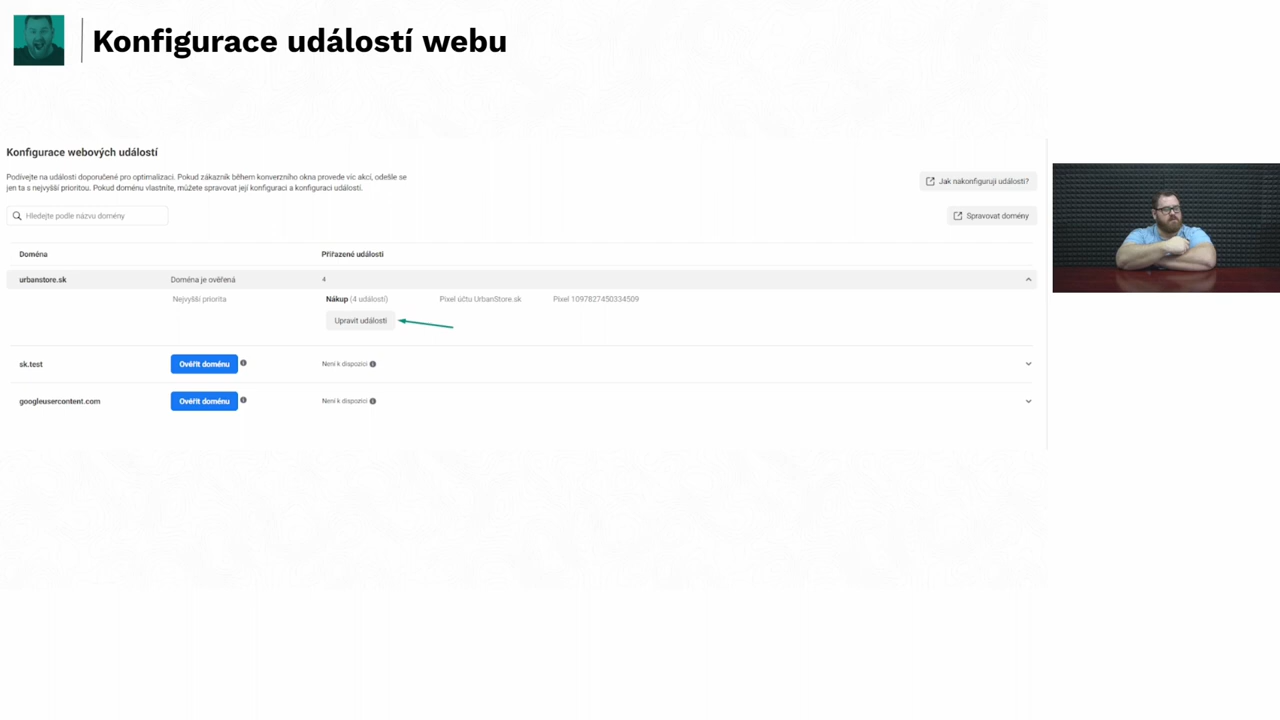 Konfigurace událostí webu
Konfigurace webových událostí
Podívejte na události doporučené pro optimalizaci. Pokud zákazník během konverzního okna provede víc akcí, odešle se
jen ta s nejvyšší prioritou. Pokud doménu vlastníte, můžete spravovat její konfiguraci a konfiguraci událostí.
Jak nakonfiguruji události?
Hledejte podle názvu domény
Spravovat domény
Doména Přiřazené události
urbanstore.sk Doména je ověřená 4
Nejvyšší priorita Nákup (4 událostí) Pixel účtu UrbanStore.sk Pixel 1097827450334509
Upravit události
sk.test Ověřit doménu Není k dispozici
googleusercontent.com Ověřit doménu Není k dispozici